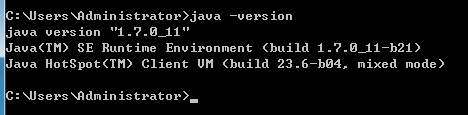 C:\Users\Administrator>java -version
java version "1.7.0_11"
Java(TM) SE Runtime Environment (build 1.7.0_11-b21)
Java HotSpot(TM) Client VM (build 23.6-b04, mixed mode)
C:\Users\Administrator>_